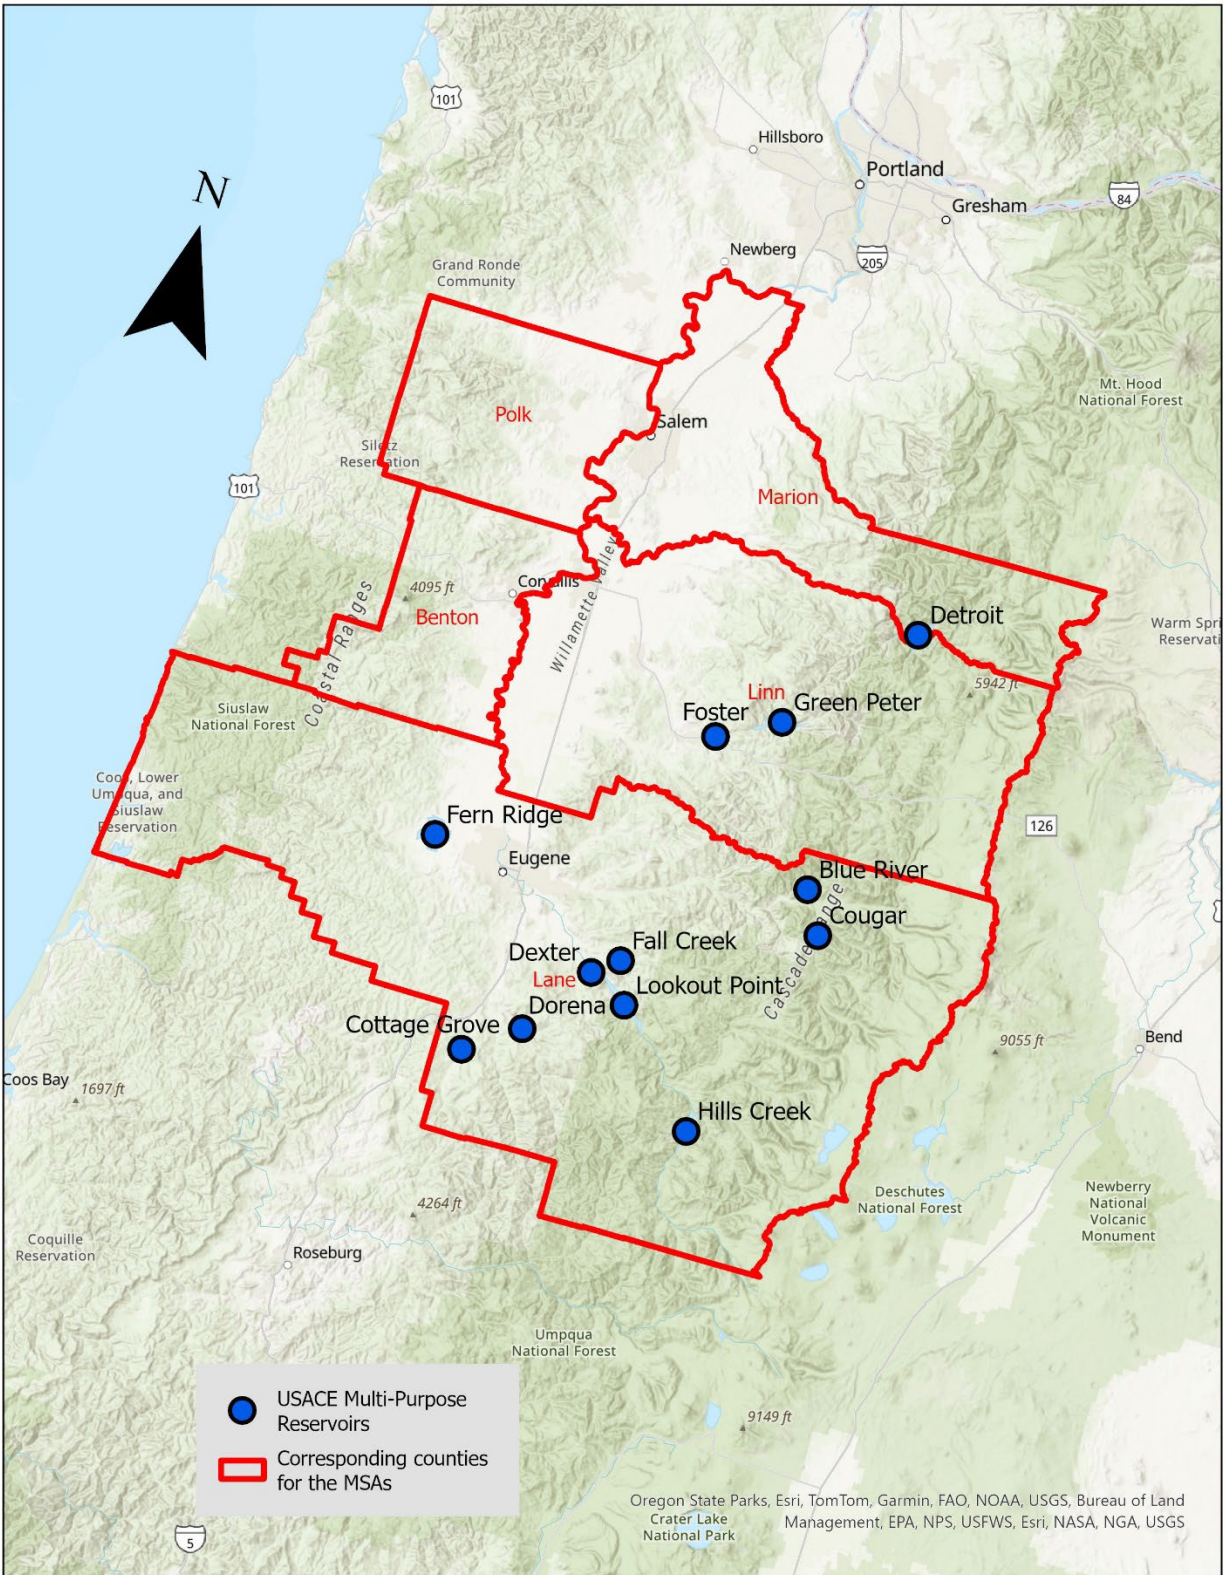 101
Hillsboro
Portland
84
Gresham
N
Newberg
205
Grand Ronde
Community
Mt. Hood
National Forest
Polk
Salem
Siletz
Reservation
101
Marion
Willamette Valley
4095 ft
Corvallis
Benton
Detroit
Warm Spri
Reservati
Coastal Ranges
5942 ft
Linn
Green Peter
Siuslaw
National Forest
Foster
Coos, Lower
Umpqua, and
Siuslaw
Reservation
Fern Ridge
126
Eugene
Blue River
Cougar
Cascade Range
Fall Creek
Dexter
Lane
Lookout Point
Dorena
Cottage Grove
9055 ft
Bend
Coos Bay
1697 ft
Hills Creek
4264 ft
Deschutes
National Forest
Newberry
National
Volcanic
Monument
Coquille
Reservation
Roseburg
Umpqua
National Forest
USACE Multi-Purpose
Reservoirs
Corresponding counties
for the MSAs
9149 ft
Oregon State Parks, Esri, TomTom, Garmin, FAO, NOAA, USGS, Bureau of Land
Management, EPA, NPS, USFWS, Esri, NASA, NGA, USGS
Crater Lake
National Park
5